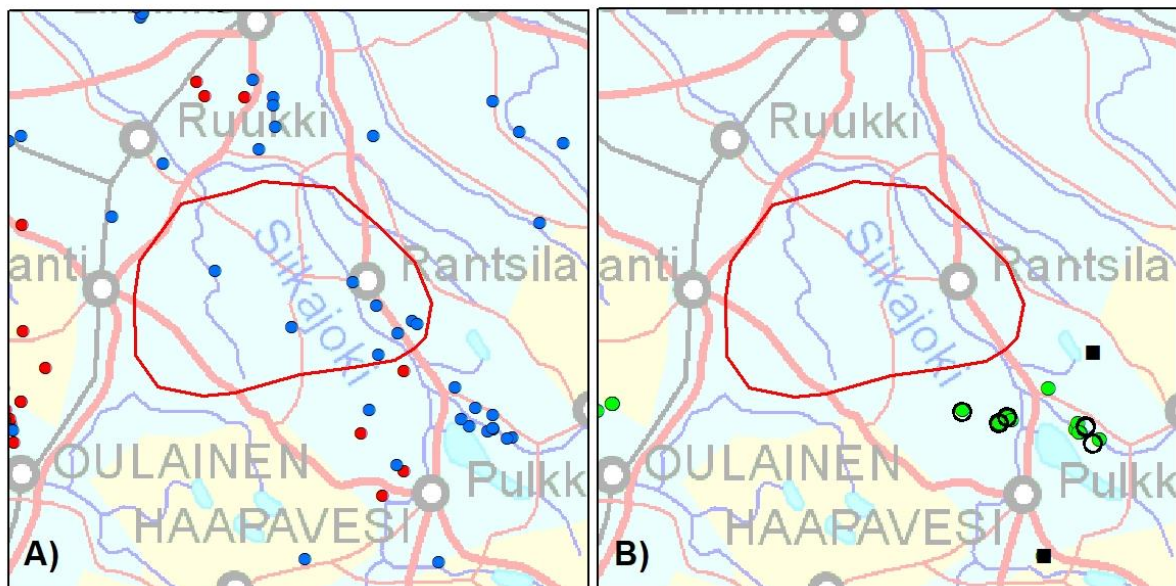 Ruukki
anti
Siikajoki
Rantsila
OULAINEN
Pulkk
HAAPAVESI
A)
Ruukki
anti
Siikajoki
Rantsila
OULAINEN
Pulkk
HAAPAVESI
B)